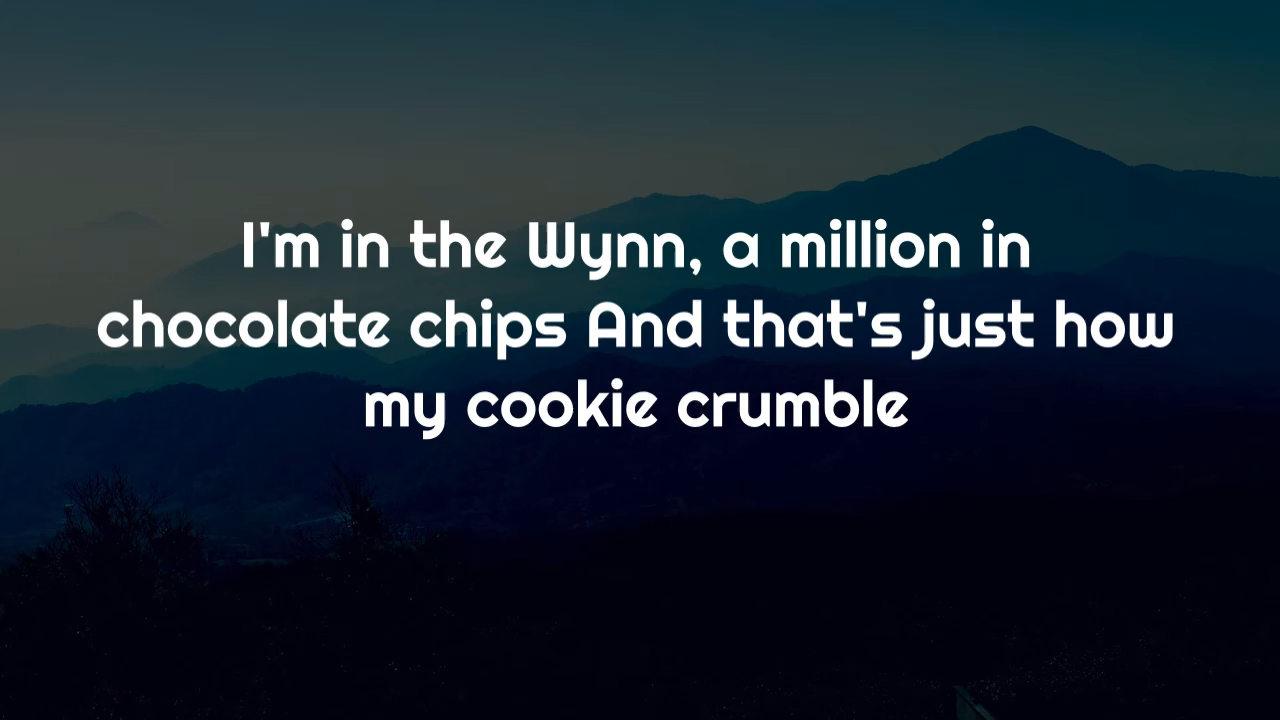 I'm in the Wynn, a million in
chocolate chips And that's just how
my cookie crumble